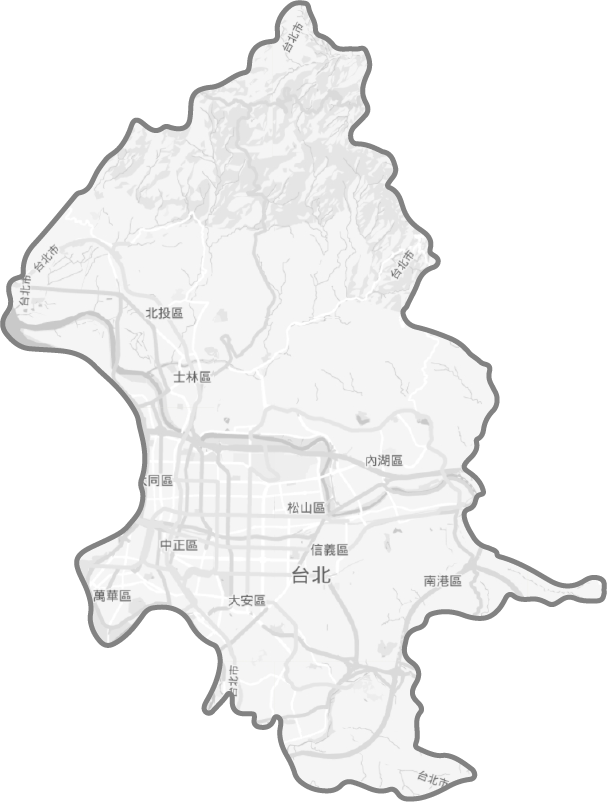 台北市
台北市
台北市
台北市
北投區
士林區
內湖區
大同區
松山區
中正區
信義區
台北
南港區
萬華區
大安區
台北市
台北市